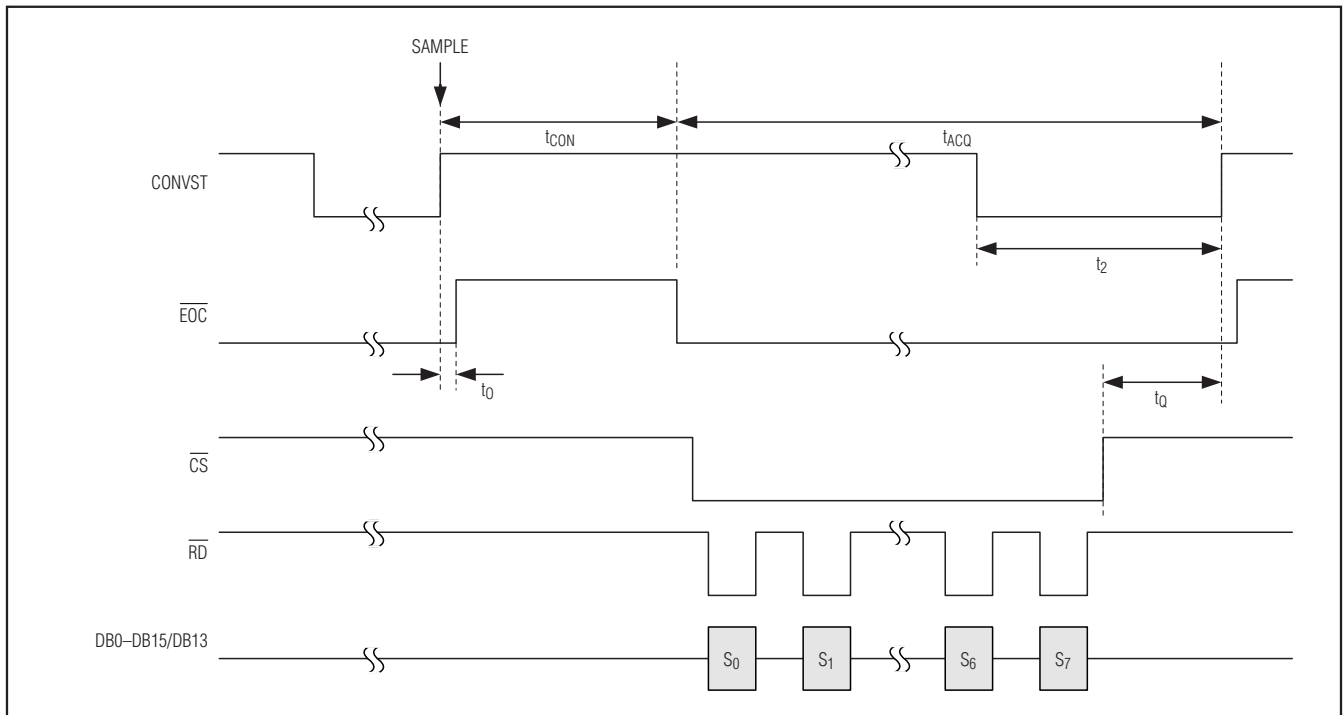 SAMPLE
tCON
tACQ
CONVST
t2
EOC
t0
tQ
CS
RD
DB0–DB15/DB13
S0
S1
S6
S7